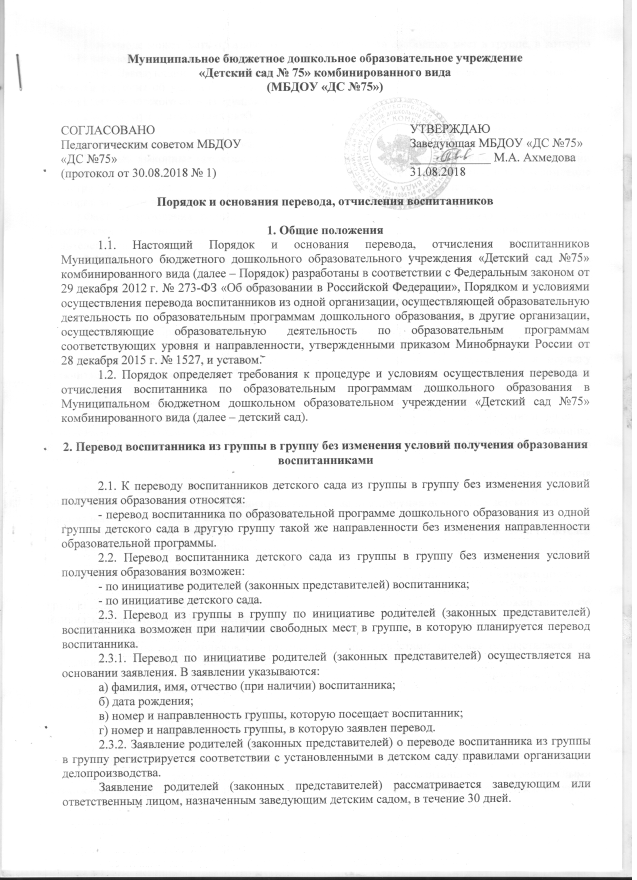 Муниципальное бюджетное дошкольное образовательное учреждение
«Детский сад № 75» комбинированного вида
(МБДОУ «ДС №75»)
СОГЛАСОВАНО
Педагогическим советом МБДОУ
«ДС №75»
(протокол от 30.08.2018 № 1)
УТВЕРЖДАЮ
Заведующая МБДОУ «ДС №75»
М.А. Ахмедова
31.08.2018
Порядок и основания перевода, отчисления воспитанников
1. Общие положения
1.1. Настоящий Порядок и основания перевода, отчисления воспитанников
Муниципального бюджетного дошкольного образовательного учреждения «Детский сад №75»
комбинированного вида (далее – Порядок) разработаны в соответствии с Федеральным законом от
29 декабря 2012 г. № 273-ФЗ «Об образовании в Российской Федерации», Порядком и условиями
осуществления перевода воспитанников из одной организации, осуществляющей образовательную
деятельность по образовательным программам дошкольного образования, в другие организации,
осуществляющие образовательную деятельность по образовательным программам
соответствующих уровня и направленности, утвержденными приказом Минобрнауки России от
28 декабря 2015 г. № 1527, и уставом.
1.2. Порядок определяет требования к процедуре и условиям осуществления перевода и
отчисления воспитанника по образовательным программам дошкольного образования в
Муниципальном бюджетном дошкольном образовательном учреждении «Детский сад №75»
комбинированного вида (далее – детский сад).
2. Перевод воспитанника из группы в группу без изменения условий получения образования
воспитанниками
2.1. К переводу воспитанников детского сада из группы в группу без изменения условий
получения образования относятся:
- перевод воспитанника по образовательной программе дошкольного образования из одной
группы детского сада в другую группу такой же направленности без изменения направленности
образовательной программы.
2.2. Перевод воспитанника детского сада из группы в группу без изменения условий
получения образования возможен:
- по инициативе родителей (законных представителей) воспитанника;
- по инициативе детского сада.
2.3. Перевод из группы в группу по инициативе родителей (законных представителей)
воспитанника возможен при наличии свободных мест в группе, в которую планируется перевод
воспитанника.
2.3.1. Перевод по инициативе родителей (законных представителей) осуществляется на
основании заявления. В заявлении указываются:
а) фамилия, имя, отчество (при наличии) воспитанника;
б) дата рождения;
в) номер и направленность группы, которую посещает воспитанник;
г) номер и направленность группы, в которую заявлен перевод.
2.3.2. Заявление родителей (законных представителей) о переводе воспитанника из группы
в группу регистрируется соответствии с установленными в детском саду правилами организации
делопроизводства.
Заявление родителей (законных представителей) рассматривается заведующим или
ответственным лицом, назначенным заведующим детским садом, в течение 30 дней.